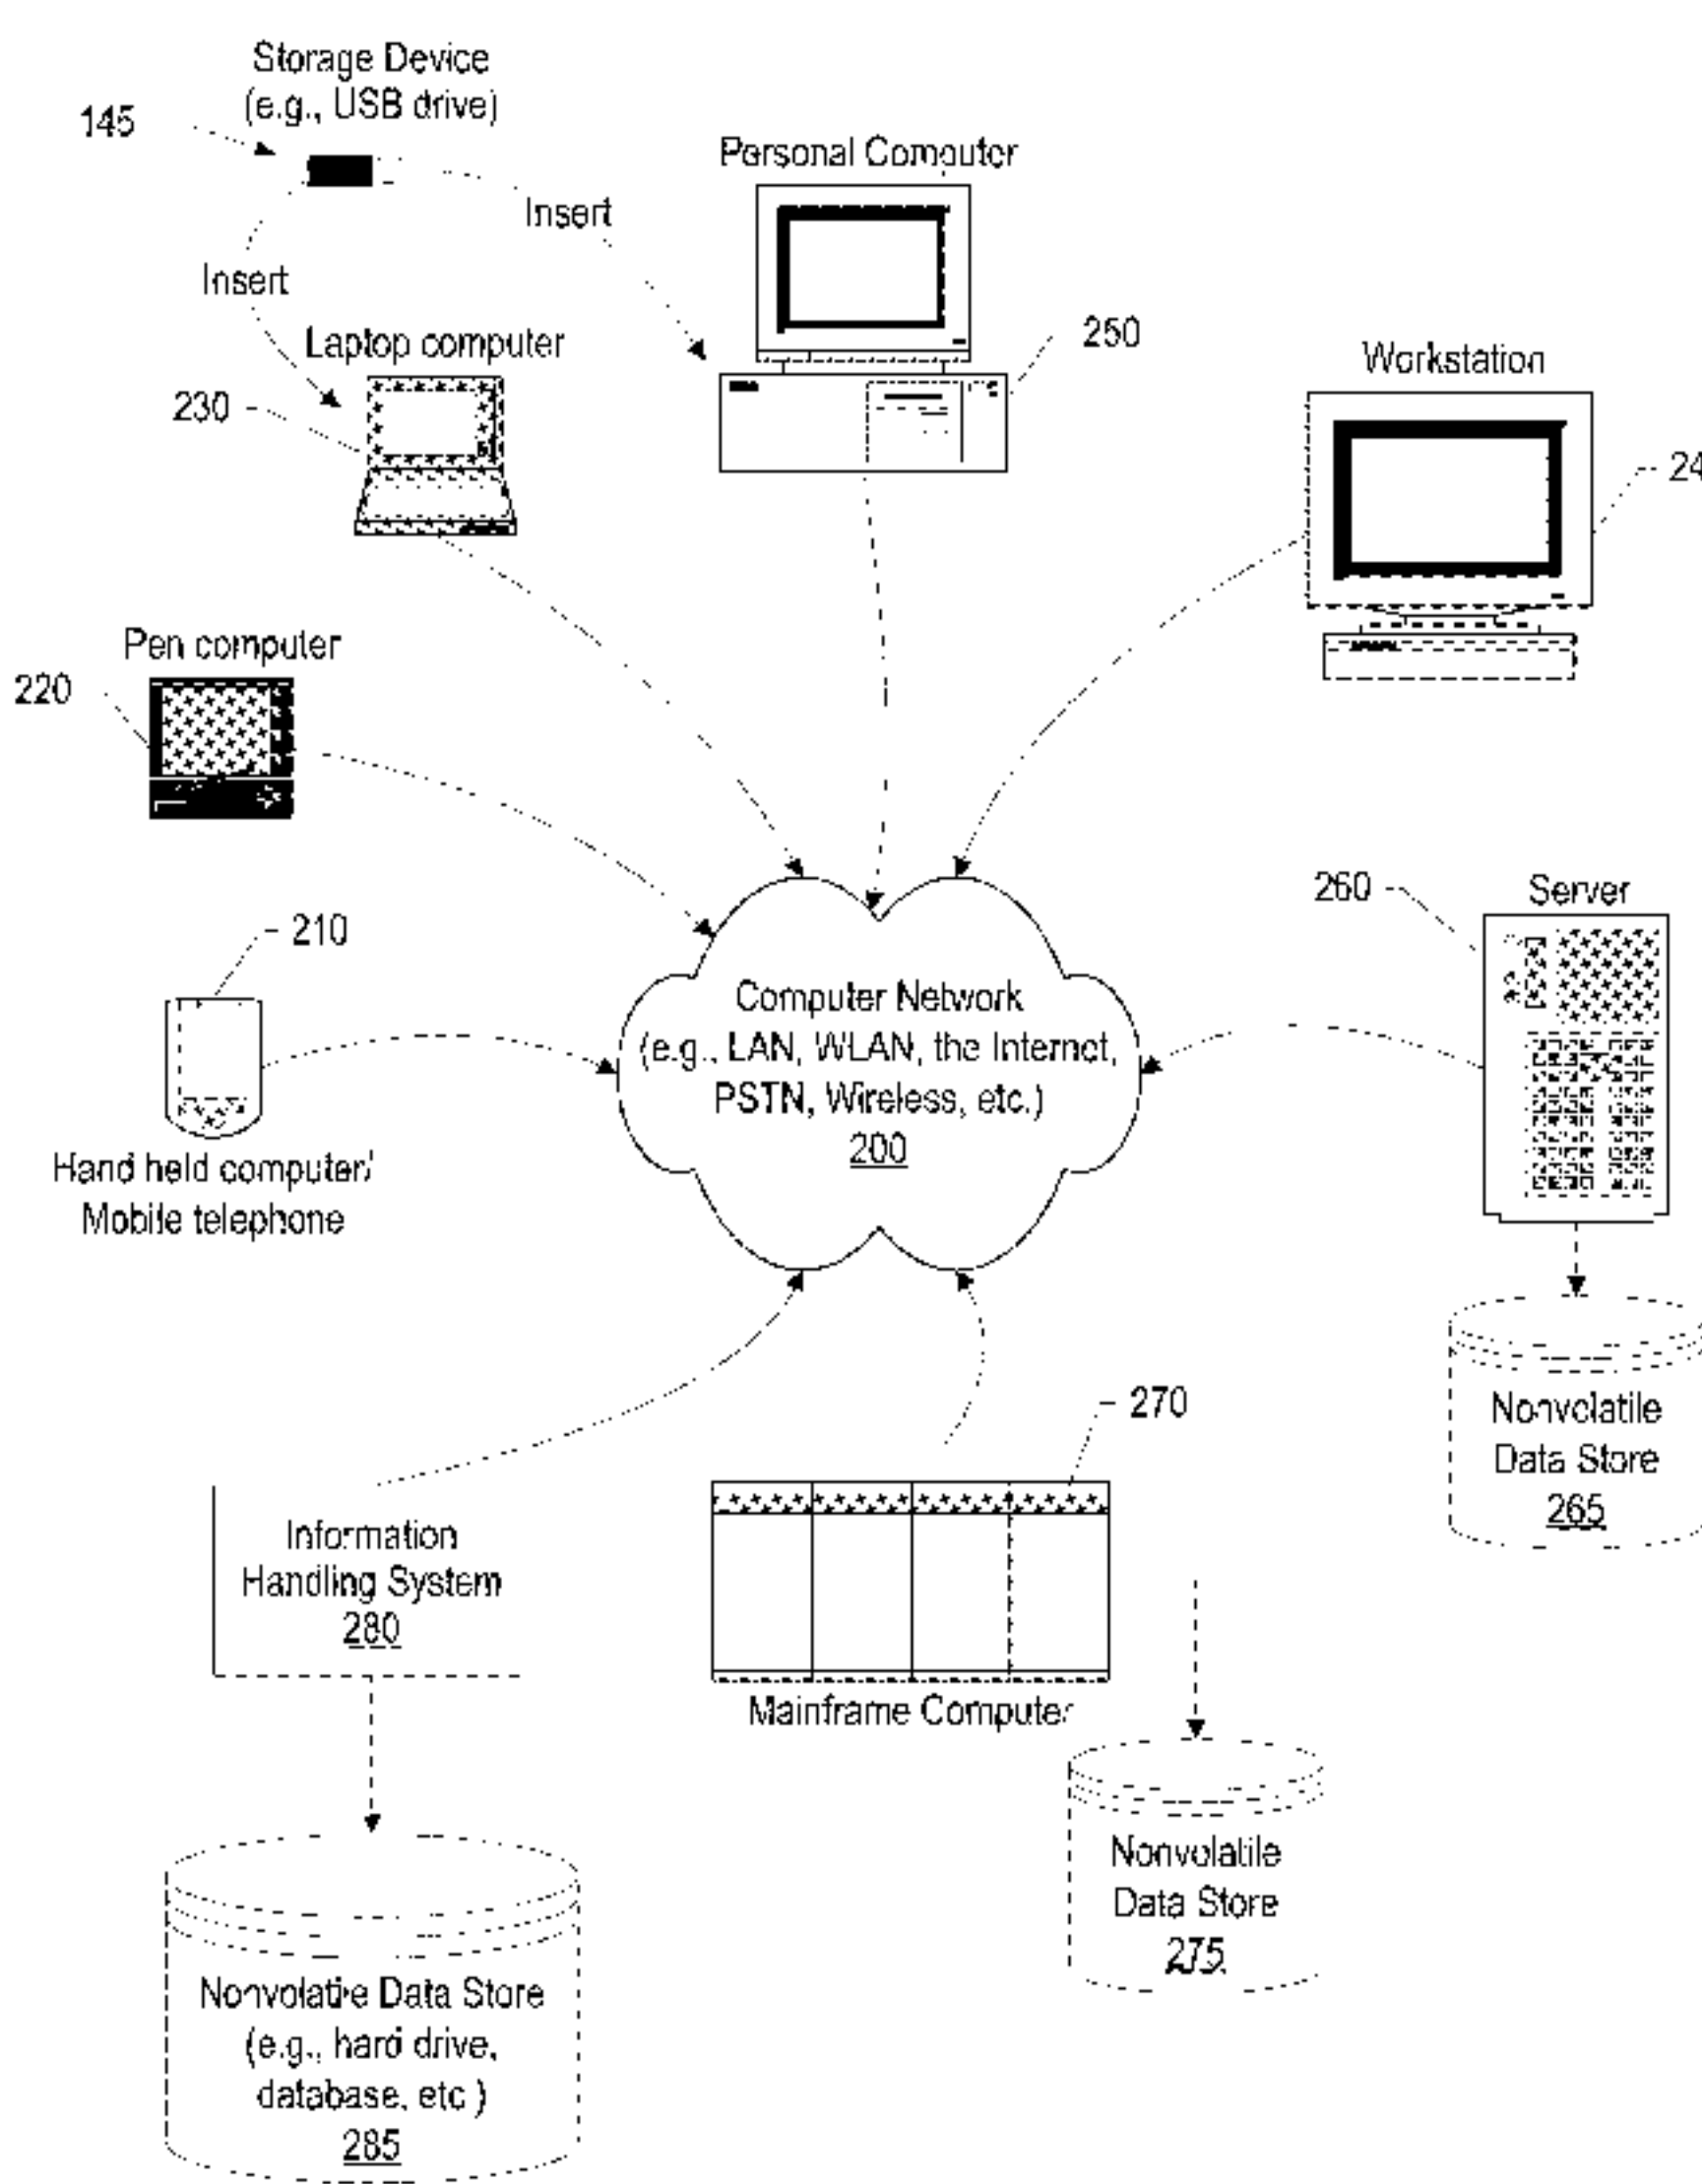 Storage Device
(e.g., USB drive)
145
Personal Computer
Insert
Insert
Laptop computer
250
Workstation
230
24
Pen computer
220
260
Server
210
Computer Network
(e.g., LAN, WLAN, the Internet,
PSTN, Wireless, etc.)
200
Hand held computer/
Mobile telephone
270
Nonvolatile
Data Store
265
Information
Handling System
280
Mainframe Computer
Nonvolatile
Data Store
275
Nonvolatile Data Store
(e.g., hard drive,
database, etc.)
285